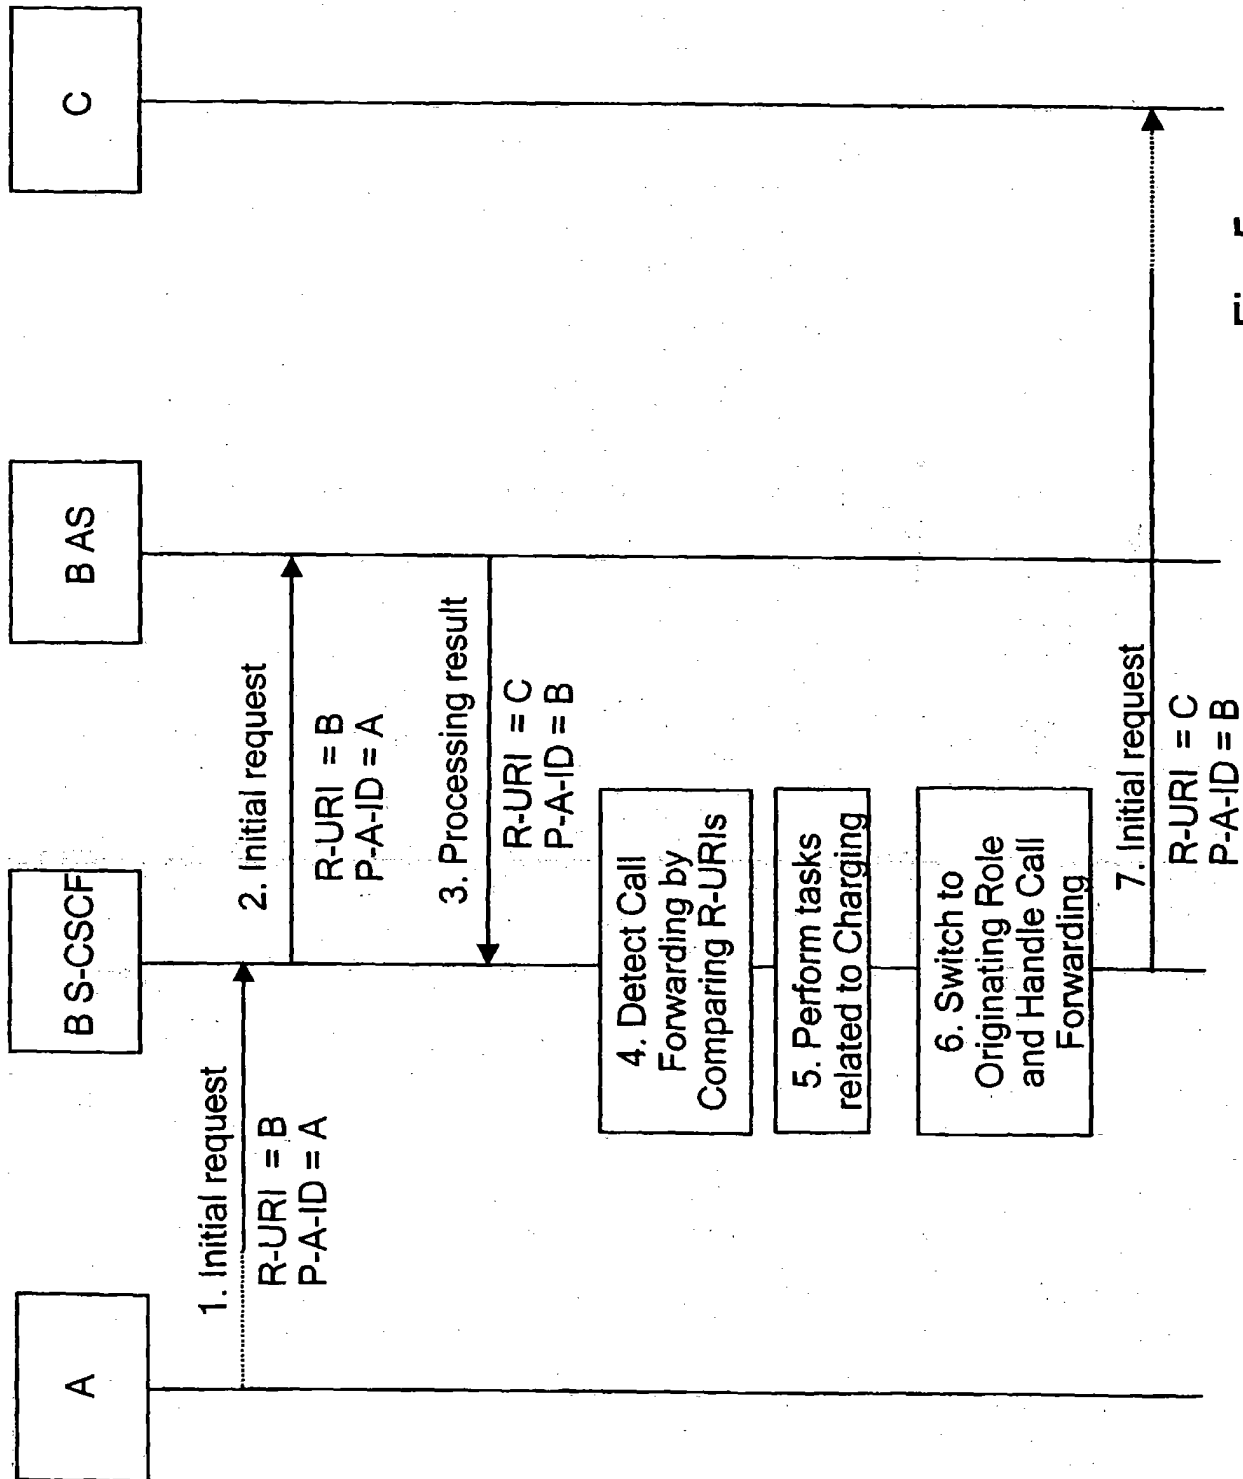 A
B S-CSCF
B AS
C
1. Initial request
R-URI = B
P-A-ID = A
2. Initial request
R-URI = B
P-A-ID = A
3. Processing result
R-URI = C
P-A-ID = B
4. Detect Call
Forwarding by
Comparing R-URIs
5. Perform tasks
related to Charging
6. Switch to
Originating Role
and Handle Call
Forwarding
7. Initial request
R-URI = C
P-A-ID = B